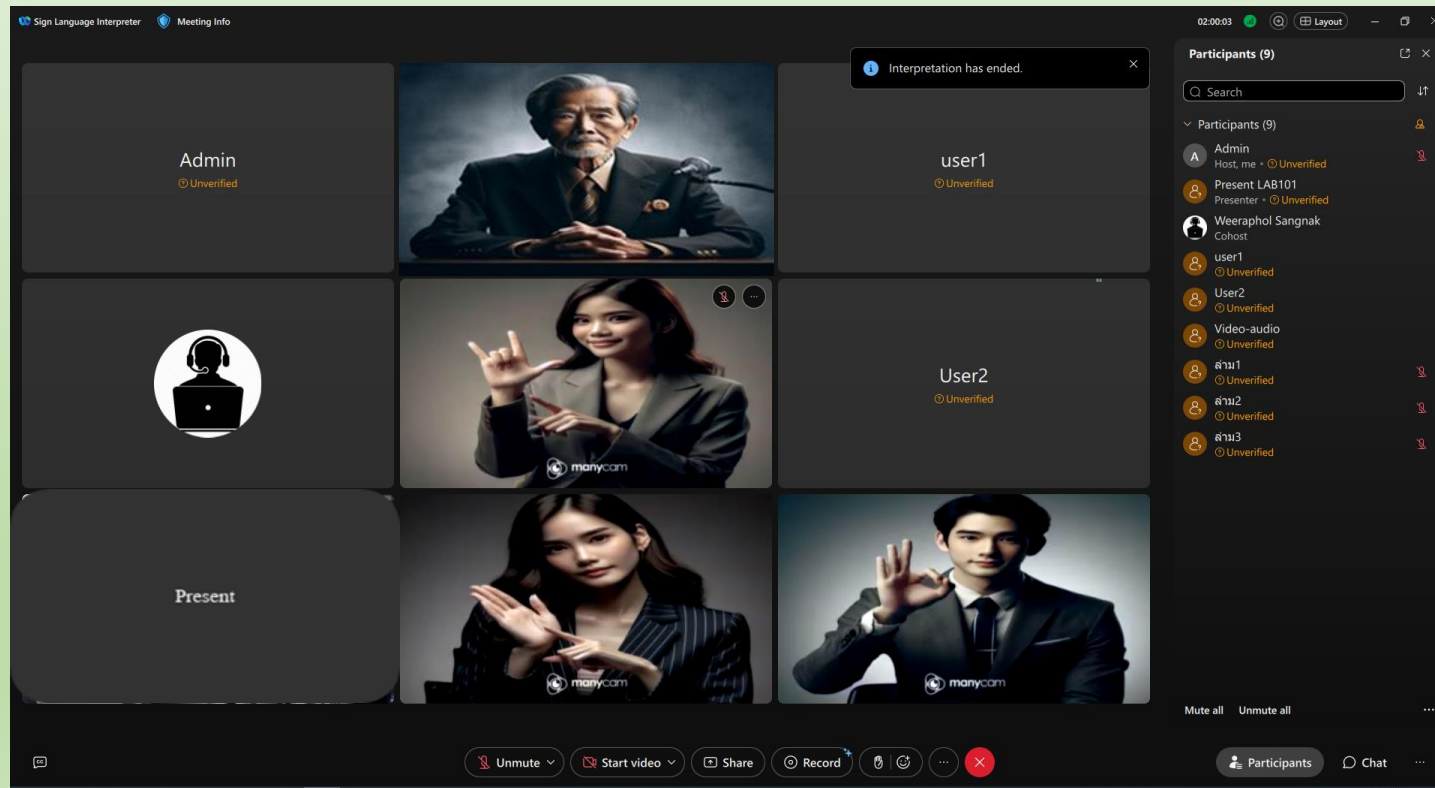 Sign Language Interpreter
Meeting Info
02:00:03
Layout
Interpretation has ended.
Admin
Unverified
user1
Unverified
manycam
User2
Unverified
Present
manycam
manycam
Participants (9)
Search
Participants (9)
A
Admin
Host, me • Unverified
Present LAB101
Presenter • Unverified
Weeraphol Sangnak
Cohost
user1
Unverified
User2
Unverified
Video-audio
Unverified
ล่าม1
Unverified
ล่าม2
Unverified
ล่าม3
Unverified
Mute all Unmute all
CC
Unmute
Start video
Share
Record
Participants
Chat